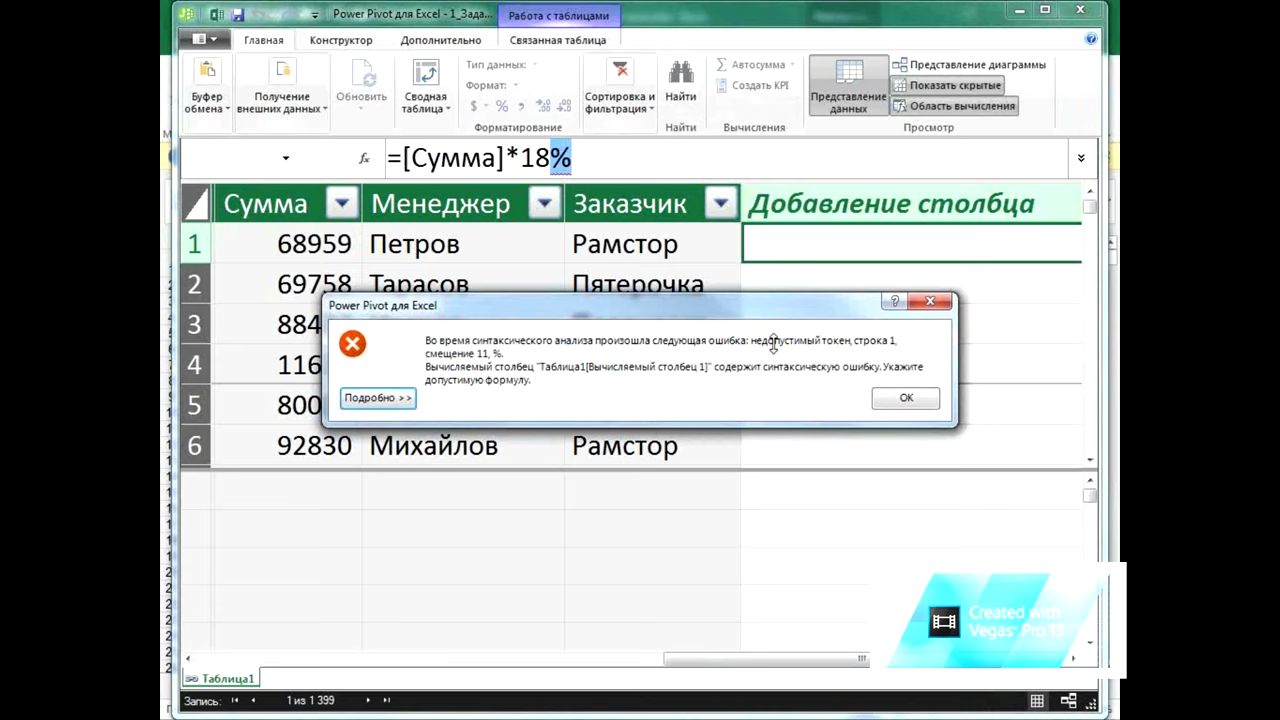 Power Pivot для Excel - 1_Зада...
Работа с таблицами
Главная
Конструктор
Дополнительно
Связанная таблица
Буфер обмена
Получение внешних данных
Обновить
Сводная таблица
Тип данных:
Формат:
$ % ,
Форматирование
Сортировка и фильтрация
Найти
Найти
Автосумма
Создать KPI
Вычисления
Представление данных
Представление диаграммы
Показать скрытые
Область вычисления
Просмотр
fx
=[Сумма]*18%
Сумма Менеджер Заказчик Добавление столбца
1 68959 Петров Рамстор
2 69758 Тарасов Пятерочка
3 884
4 116
5 800
6 92830 Михайлов Рамстор
Power Pivot для Excel
Во время синтаксического анализа произошла следующая ошибка: недопустимый токен, строка 1,
смещение 11, %.
Вычисляемый столбец "Таблица1[Вычисляемый столбец 1]" содержит синтаксическую ошибку. Укажите
допустимую формулу.
Подробно >>
OK
Created with
Vegas Pro 13
Таблица1
Запись:
1 из 1 399